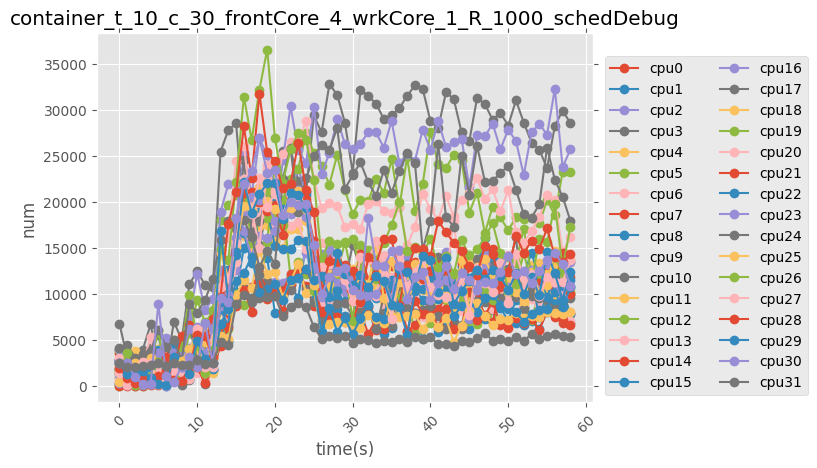 container_t_10_c_30_frontCore_4_wrkCore_1_R_1000_schedDebug
num
35000
30000
25000
20000
15000
10000
5000
0
0
10
20
30
40
50
60
time(s)
cpu0
cpu1
cpu2
cpu3
cpu4
cpu5
cpu6
cpu7
cpu8
cpu9
cpu10
cpu11
cpu12
cpu13
cpu14
cpu15
cpu16
cpu17
cpu18
cpu19
cpu20
cpu21
cpu22
cpu23
cpu24
cpu25
cpu26
cpu27
cpu28
cpu29
cpu30
cpu31